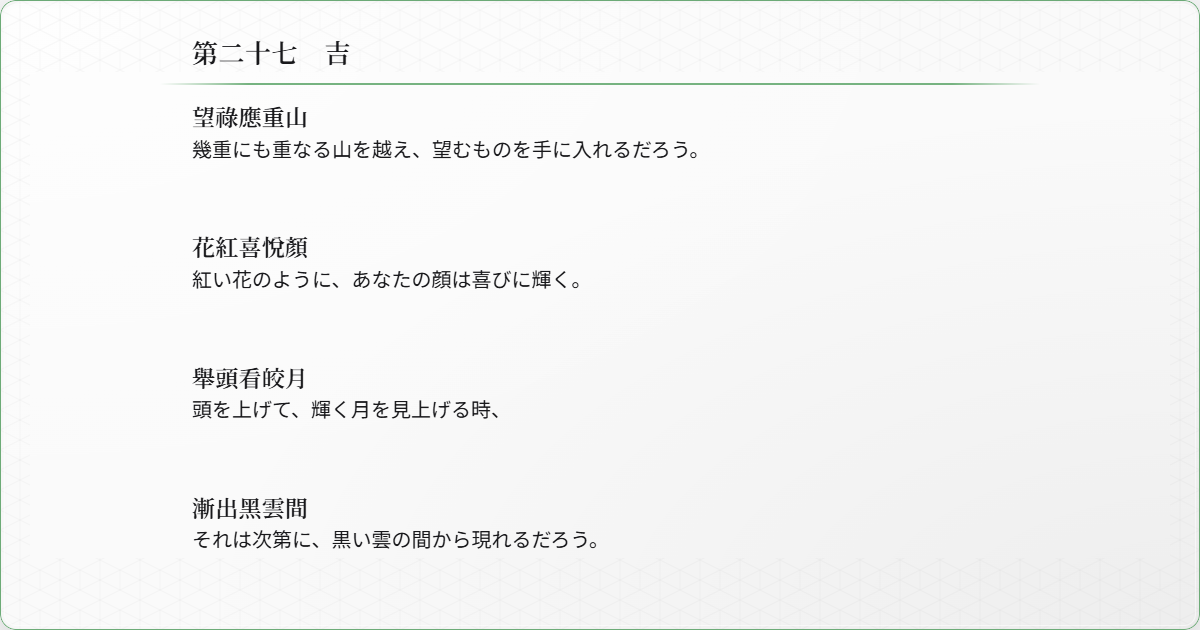 第二十七　吉
望祿應重山
幾重にも重なる山を越え、望むものを手に入れるだろう。
花紅喜悅顏
紅い花のように、あなたの顔は喜びに輝く。
舉頭看皎月
頭を上げて、輝く月を見上げる時、
漸出黑雲間
それは次第に、黒い雲の間から現れるだろう。